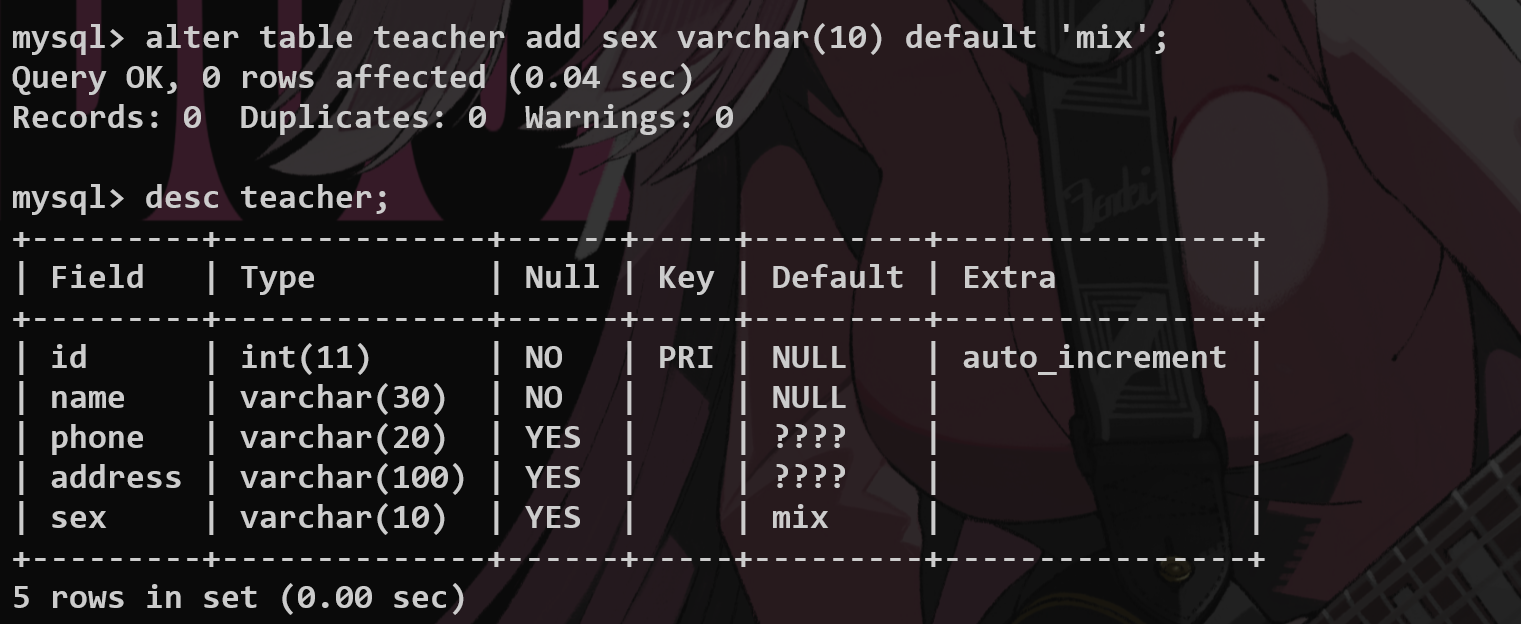 mysql> alter table teacher add sex varchar(10) default 'mix';
Query OK, 0 rows affected (0.04 sec)
Records: 0  Duplicates: 0  Warnings: 0

mysql> desc teacher;
+---------+--------------+------+-----+---------+----------------+
| Field   | Type         | Null | Key | Default | Extra          |
+---------+--------------+------+-----+---------+----------------+
| id      | int(11)      | NO   | PRI | NULL    | auto_increment |
| name    | varchar(30)  | NO   |     | NULL    |                |
| phone   | varchar(20)  | YES  |     | ????    |                |
| address | varchar(100) | YES  |     | ????    |                |
| sex     | varchar(10)  | YES  |     | mix     |                |
+---------+--------------+------+-----+---------+----------------+
5 rows in set (0.00 sec)